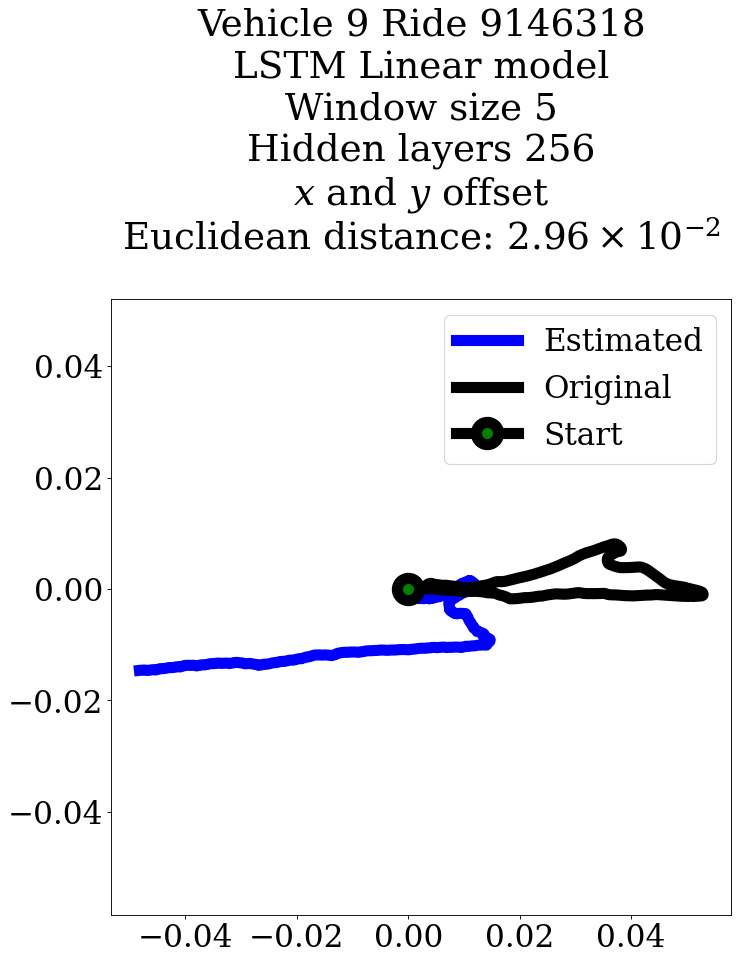 Vehicle 9 Ride 9146318
LSTM Linear model
Window size 5
Hidden layers 256
x and y offset
Euclidean distance: 2.96 × 10⁻²
Estimated
Original
Start
0.04
0.02
0.00
−0.02
−0.04
−0.04 −0.02 0.00 0.02 0.04